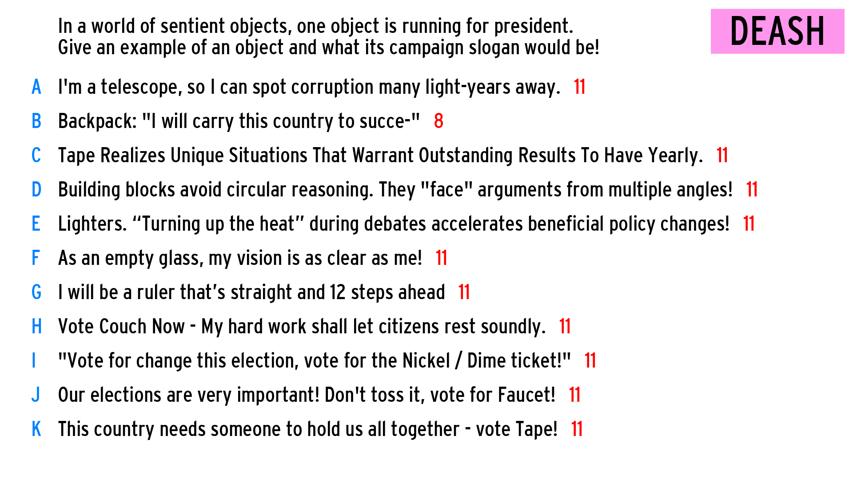 In a world of sentient objects, one object is running for president.
Give an example of an object and what its campaign slogan would be!
DEASH
A I'm a telescope, so I can spot corruption many light-years away. 11
B Backpack: "I will carry this country to succe-" 8
C Tape Realizes Unique Situations That Warrant Outstanding Results To Have Yearly. 11
D Building blocks avoid circular reasoning. They "face" arguments from multiple angles! 11
E Lighters. “Turning up the heat” during debates accelerates beneficial policy changes! 11
F As an empty glass, my vision is as clear as me! 11
G I will be a ruler that’s straight and 12 steps ahead 11
H Vote Couch Now - My hard work shall let citizens rest soundly. 11
I "Vote for change this election, vote for the Nickel / Dime ticket!" 11
J Our elections are very important! Don't toss it, vote for Faucet! 11
K This country needs someone to hold us all together - vote Tape! 11